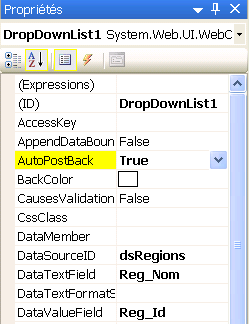 Propriétés
DropDownList1 System.Web.UI.WebC
(Expressions)
(ID) DropDownList1
AccessKey
AppendDataBoun False
AutoPostBack True
BackColor
CausesValidation False
CssClass
DataMember
DataSourceID dsRegions
DataTextField Reg_Nom
DataTextFormatS
DataValueField Reg_Id